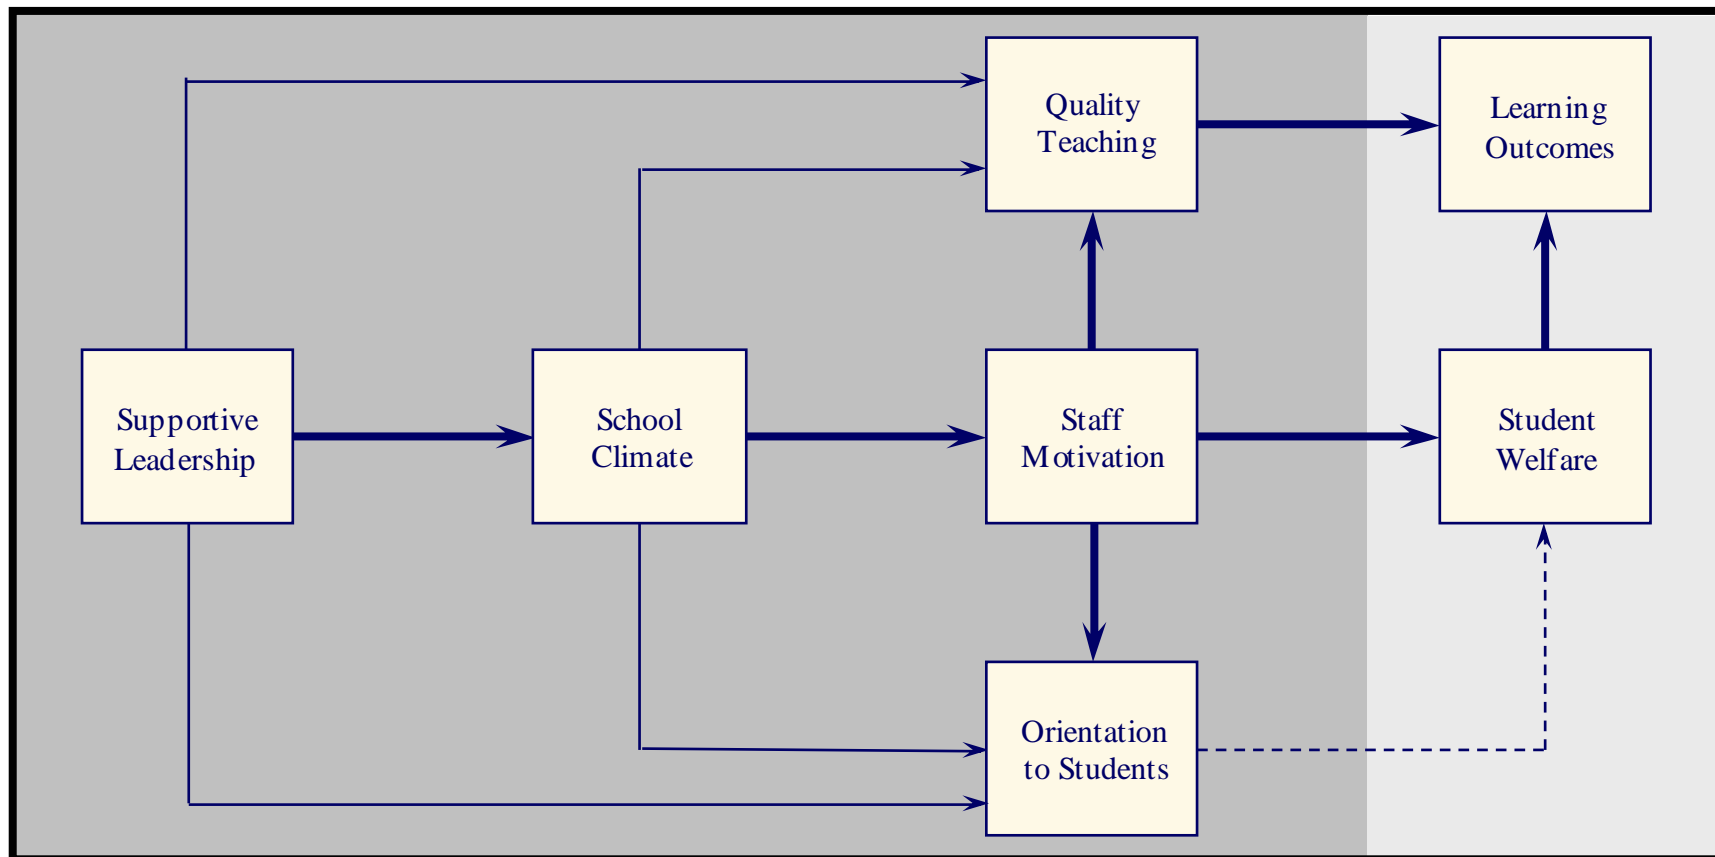 Quality
Teaching
Learning
Outcomes
Supportive
Leadership
School
Climate
Staff
Motivation
Student
Welfare
Orientation
to Students